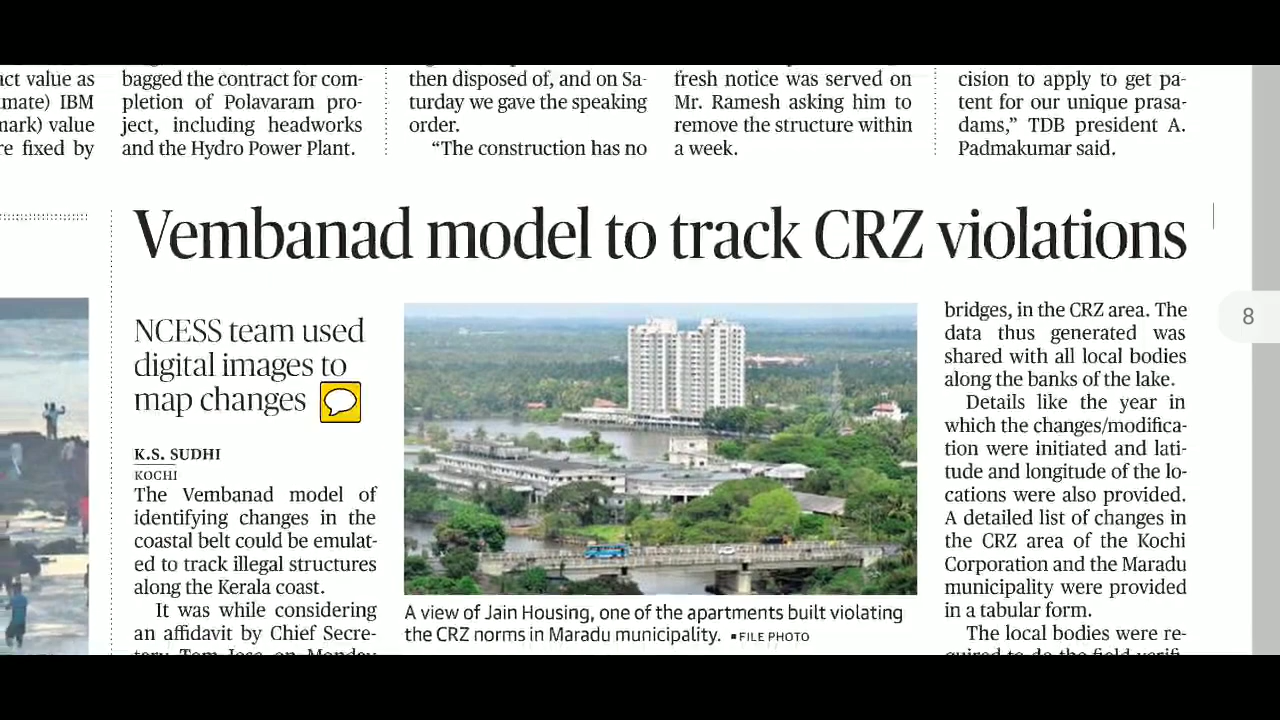 act value as
mate) IBM
mark) value
re fixed by
bagged the contract for com-
pletion of Polavaram pro-
ject, including headworks
and the Hydro Power Plant.
then disposed of, and on Sa-
turday we gave the speaking
order.
“The construction has no
fresh notice was served on
Mr. Ramesh asking him to
remove the structure within
a week.
cision to apply to get pa-
tent for our unique prasa-
dams,” TDB president A.
Padmakumar said.
Vembanad model to track CRZ violations
NCESS team used
digital images to
map changes
K.S. SUDHI
KOCHI
The Vembanad model of
identifying changes in the
coastal belt could be emulat-
ed to track illegal structures
along the Kerala coast.
It was while considering
an affidavit by Chief Secre-
tary Tom Jose on Monday
A view of Jain Housing, one of the apartments built violating
the CRZ norms in Maradu municipality. ▪FILE PHOTO
bridges, in the CRZ area. The
data thus generated was
shared with all local bodies
along the banks of the lake.
Details like the year in
which the changes/modifica-
tion were initiated and lati-
tude and longitude of the lo-
cations were also provided.
A detailed list of changes in
the CRZ area of the Kochi
Corporation and the Maradu
municipality were provided
in a tabular form.
The local bodies were re-
quired to do the field verifi-
8